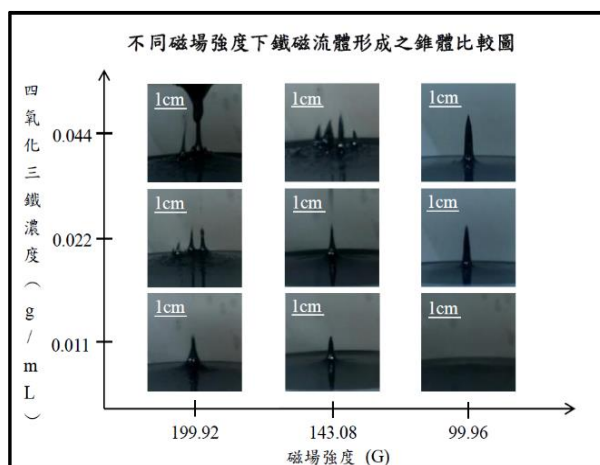 不同磁場強度下鐵磁流體形成之錐體比較圖
四氧化三鐵濃度(g/mL)
0.044
1cm
1cm
1cm
0.022
1cm
1cm
1cm
0.011
1cm
1cm
1cm
199.92
143.08
99.96
磁場強度 (G)